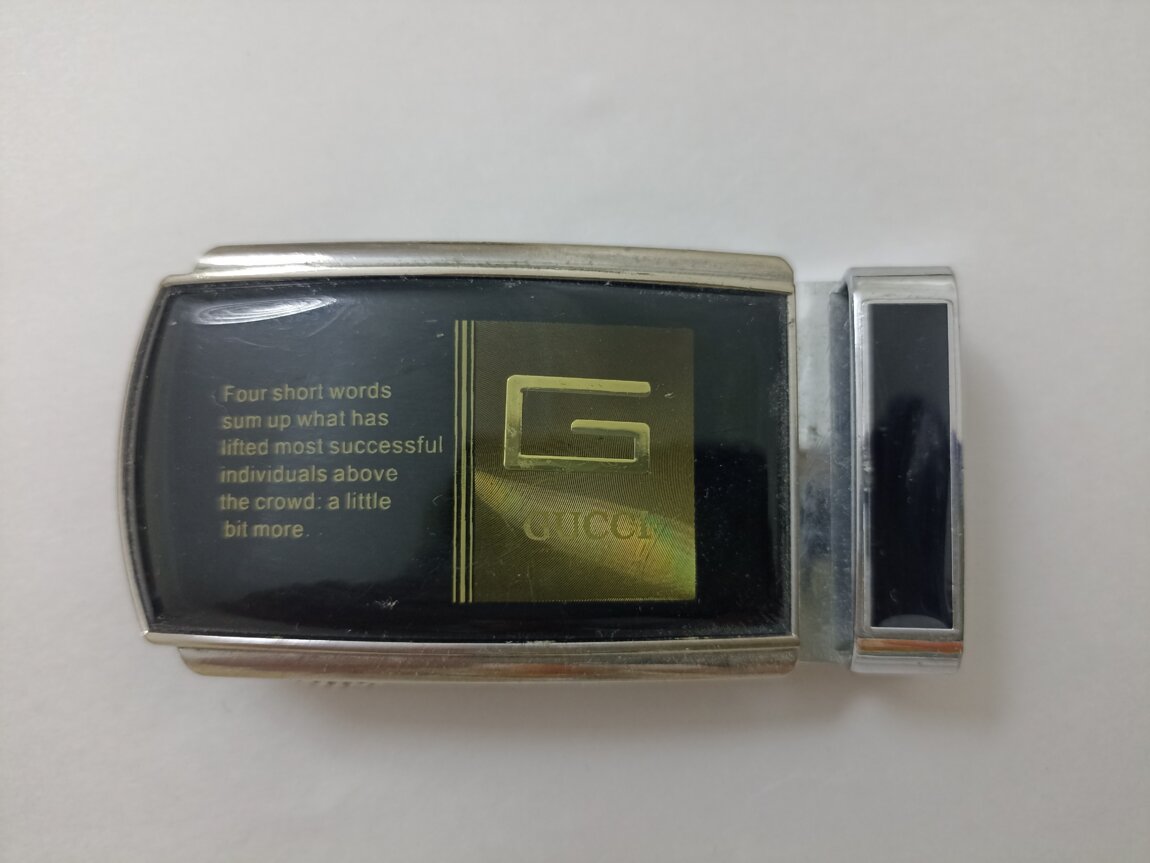 Four short words
sum up what has
lifted most successful
individuals above
the crowd: a little
bit more.
G
GUCCI